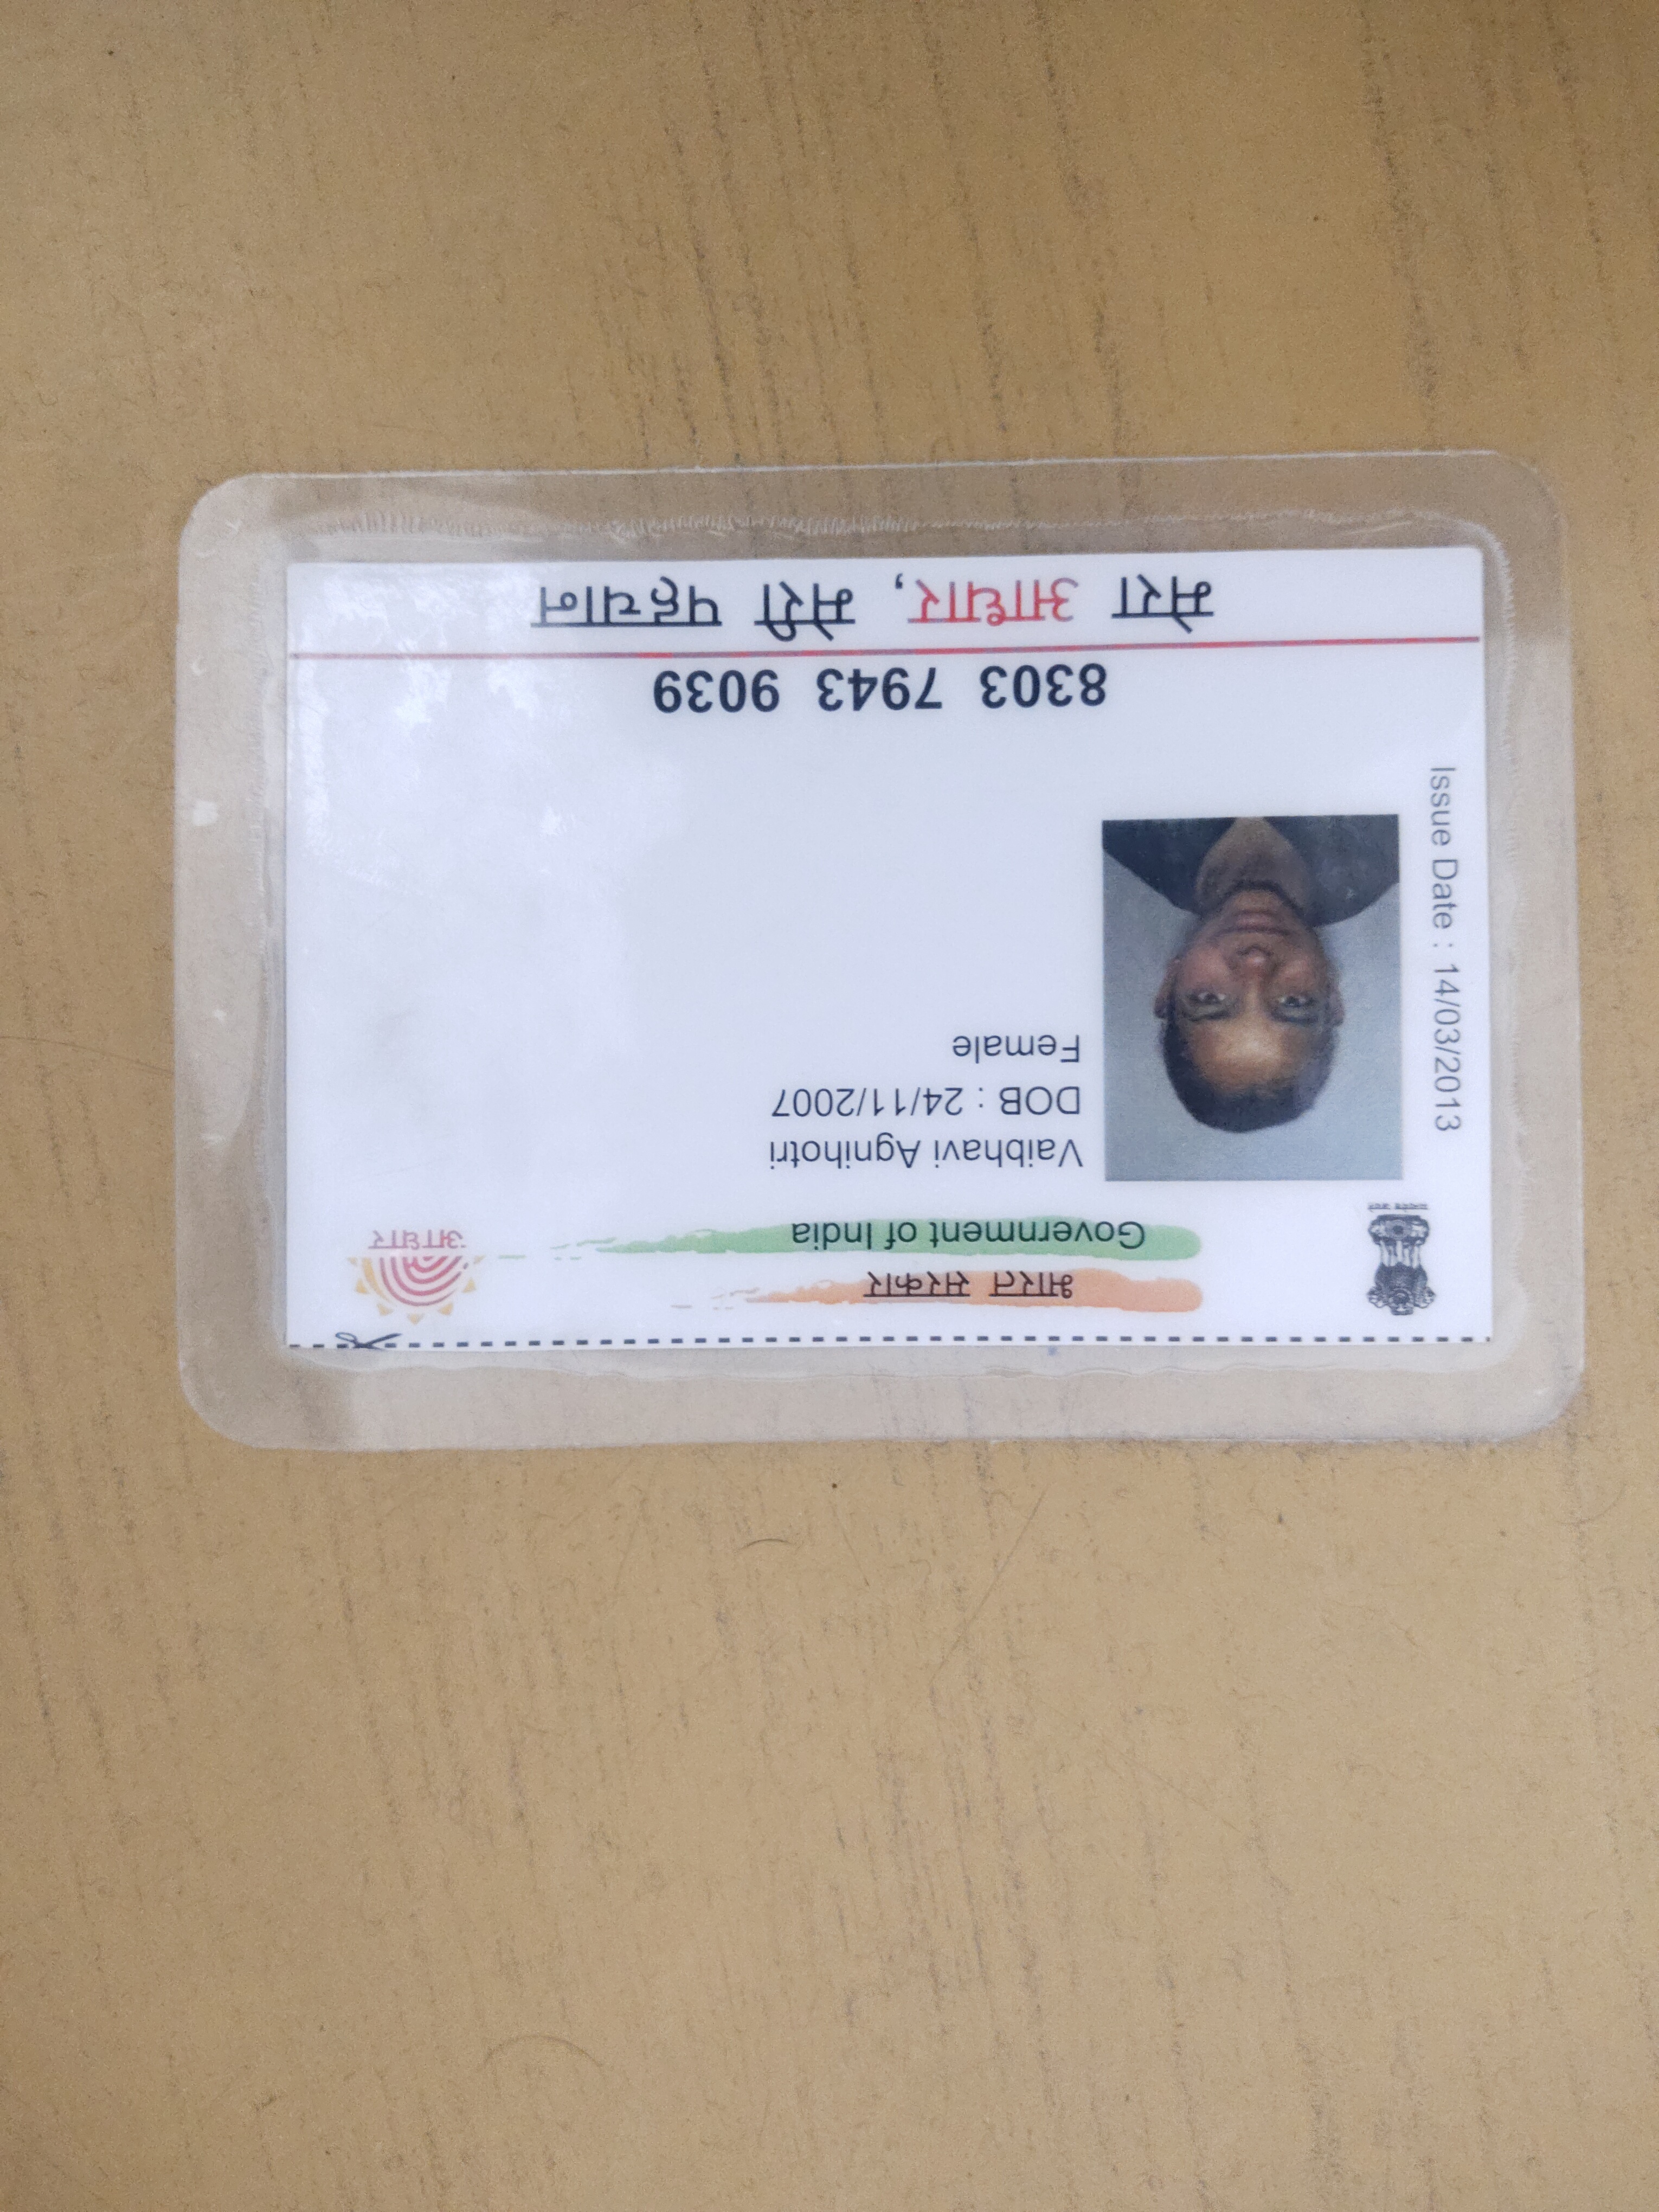 भारत सरकार
Government of India
आधार
Vaibhavi Agnihotri
DOB : 24/11/2007
Female
Issue Date : 14/03/2013
8303 7943 9039
मेरा आधार, मेरी पहचान